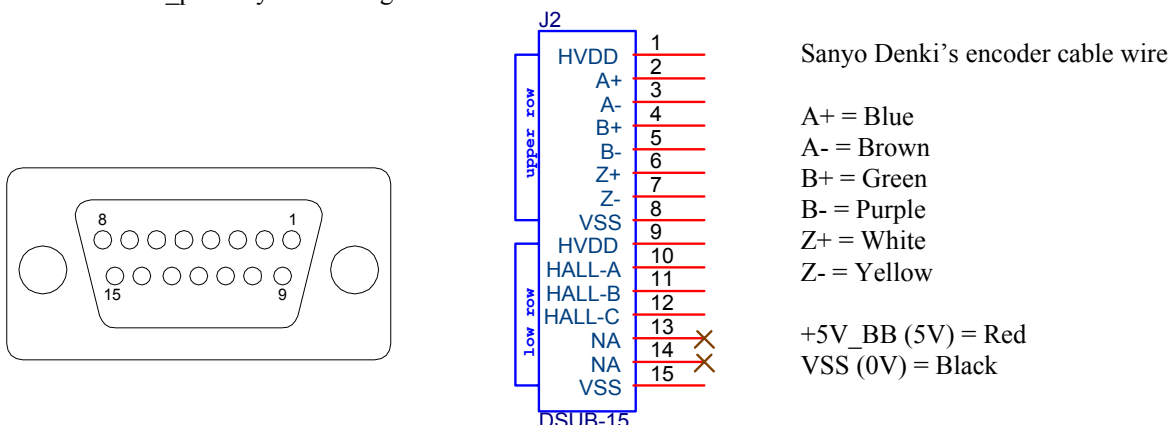 J2
HVDD 1
A+ 2
A- 3
B+ 4
B- 5
Z+ 6
Z- 7
VSS 8
HVDD 9
HALL-A 10
HALL-B 11
HALL-C 12
NA 13
NA 14
VSS 15
upper row
low row
DSUB-15
8 1
15 9
Sanyo Denki's encoder cable wire
A+ = Blue
A- = Brown
B+ = Green
B- = Purple
Z+ = White
Z- = Yellow
+5V_BB (5V) = Red
VSS (0V) = Black